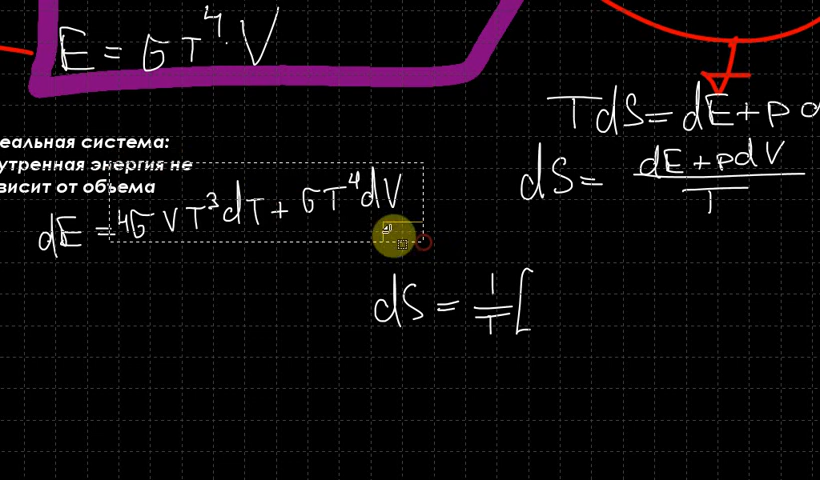 E = σT⁴·V
TdS = dE + p
еальная система:
утренная энергия не
висит от объема
dS = (dE + pdV)/T
dE = 4σVT³dT + σT⁴dV
dS = 1/T [